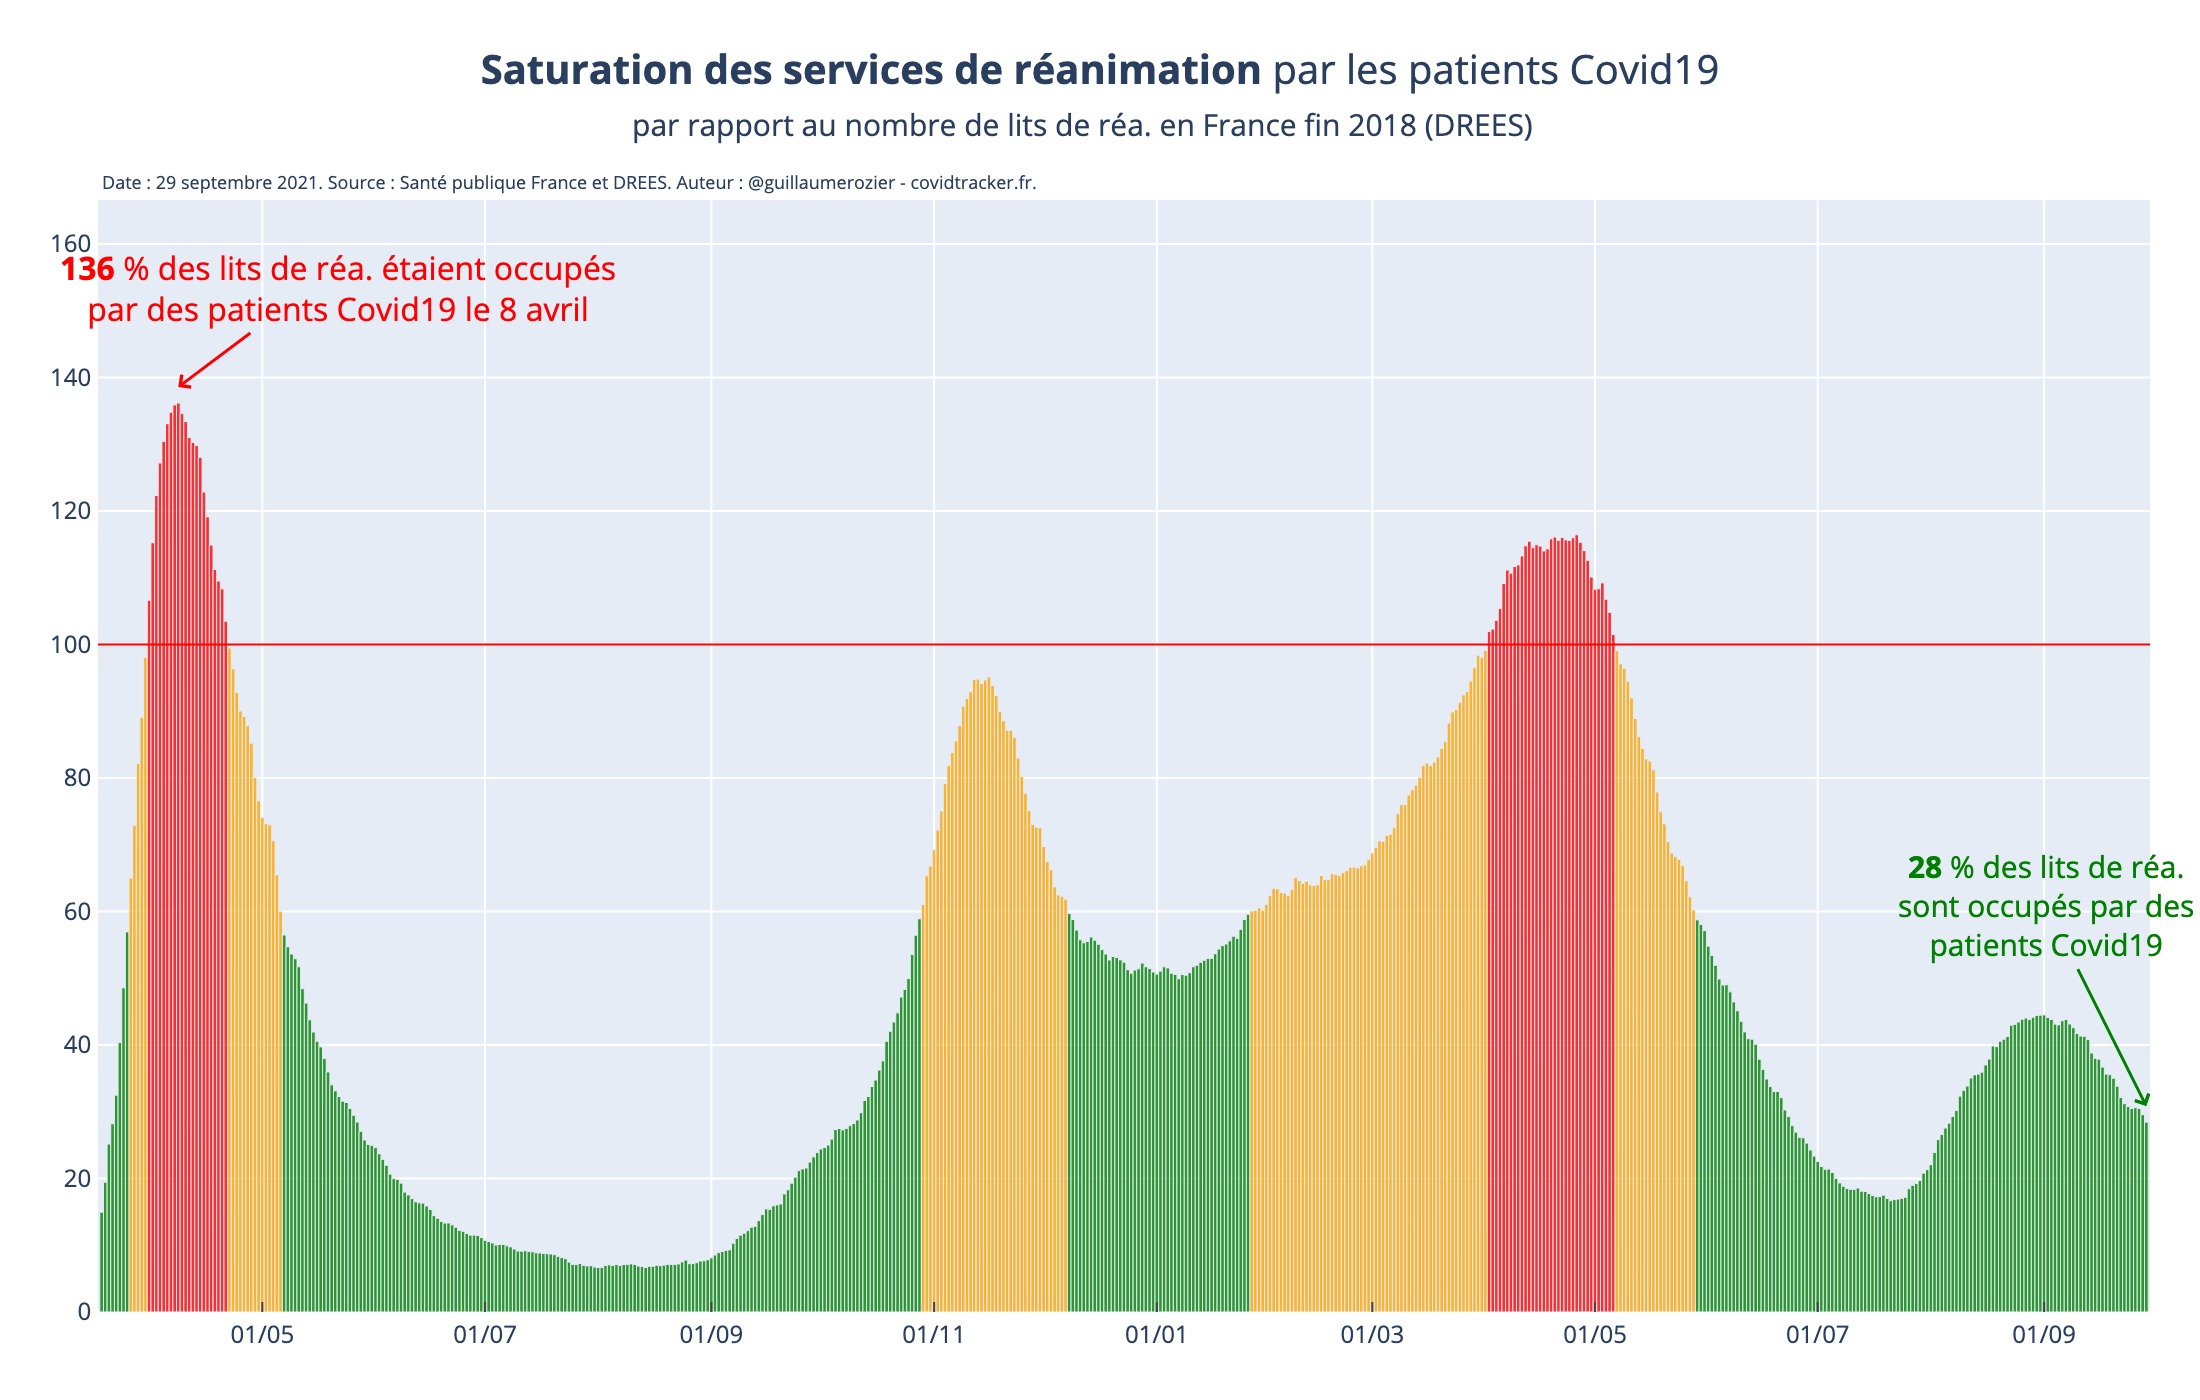 Saturation des services de réanimation par les patients Covid19
par rapport au nombre de lits de réa. en France fin 2018 (DREES)
Date : 29 septembre 2021. Source : Santé publique France et DREES. Auteur : @guillaumerozier - covidtracker.fr.
160
136 % des lits de réa. étaient occupés
par des patients Covid19 le 8 avril
140
120
100
80
28 % des lits de réa.
sont occupés par des
patients Covid19
60
40
20
0
01/05 01/07 01/09 01/11 01/01 01/03 01/05 01/07 01/09